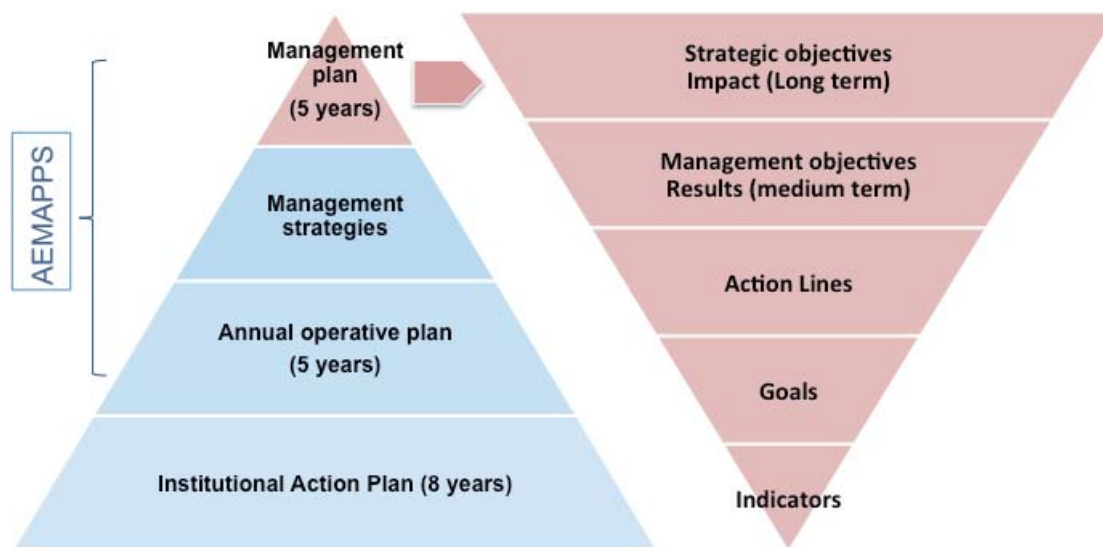 AEMAPPS
Management
plan
(5 years)
Management
strategies
Annual operative plan
(5 years)
Institutional Action Plan (8 years)
Strategic objectives
Impact (Long term)
Management objectives
Results (medium term)
Action Lines
Goals
Indicators